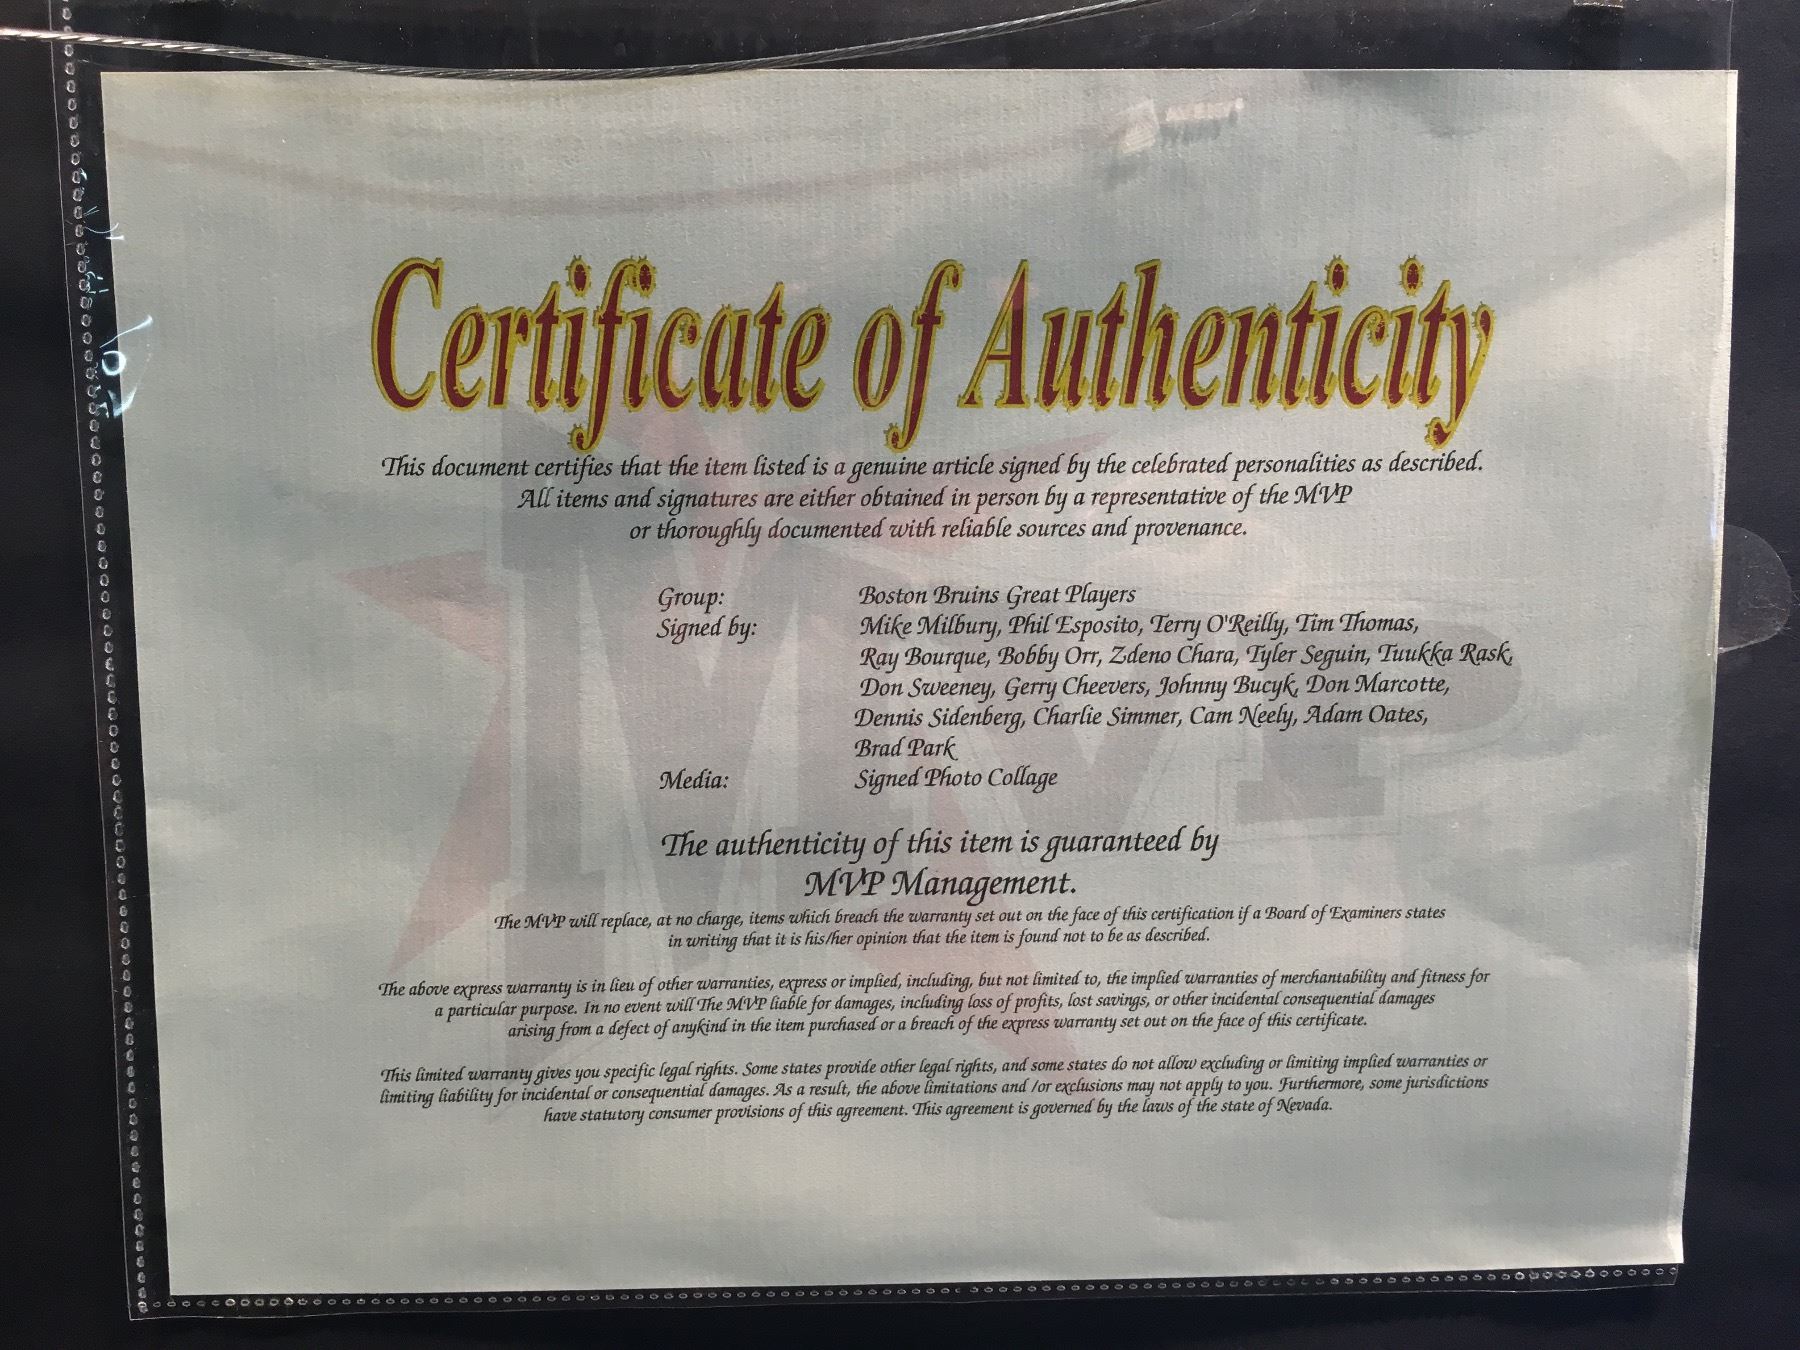 Certificate of Authenticity
This document certifies that the item listed is a genuine article signed by the celebrated personalities as described.
All items and signatures are either obtained in person by a representative of the MVP
or thoroughly documented with reliable sources and provenance.
Group: Boston Bruins Great Players
Signed by: Mike Milbury, Phil Esposito, Terry O'Reilly, Tim Thomas,
Ray Bourque, Bobby Orr, Zdeno Chara, Tyler Seguin, Tuukka Rask,
Don Sweeney, Gerry Cheevers, Johnny Bucyk, Don Marcotte,
Dennis Sidenberg, Charlie Simmer, Cam Neely, Adam Oates,
Brad Park
Media: Signed Photo Collage
The authenticity of this item is guaranteed by
MVP Management.
The MVP will replace, at no charge, items which breach the warranty set out on the face of this certification if a Board of Examiners states
in writing that it is his/her opinion that the item is found not to be as described.
The above express warranty is in lieu of other warranties, express or implied, including, but not limited to, the implied warranties of merchantability and fitness for
a particular purpose. In no event will The MVP liable for damages, including loss of profits, lost savings, or other incidental consequential damages
arising from a defect of anykind in the item purchased or a breach of the express warranty set out on the face of this certificate.
This limited warranty gives you specific legal rights. Some states provide other legal rights, and some states do not allow excluding or limiting implied warranties or
limiting liability for incidental or consequential damages. As a result, the above limitations and /or exclusions may not apply to you. Furthermore, some jurisdictions
have statutory consumer provisions of this agreement. This agreement is governed by the laws of the state of Nevada.
MVP